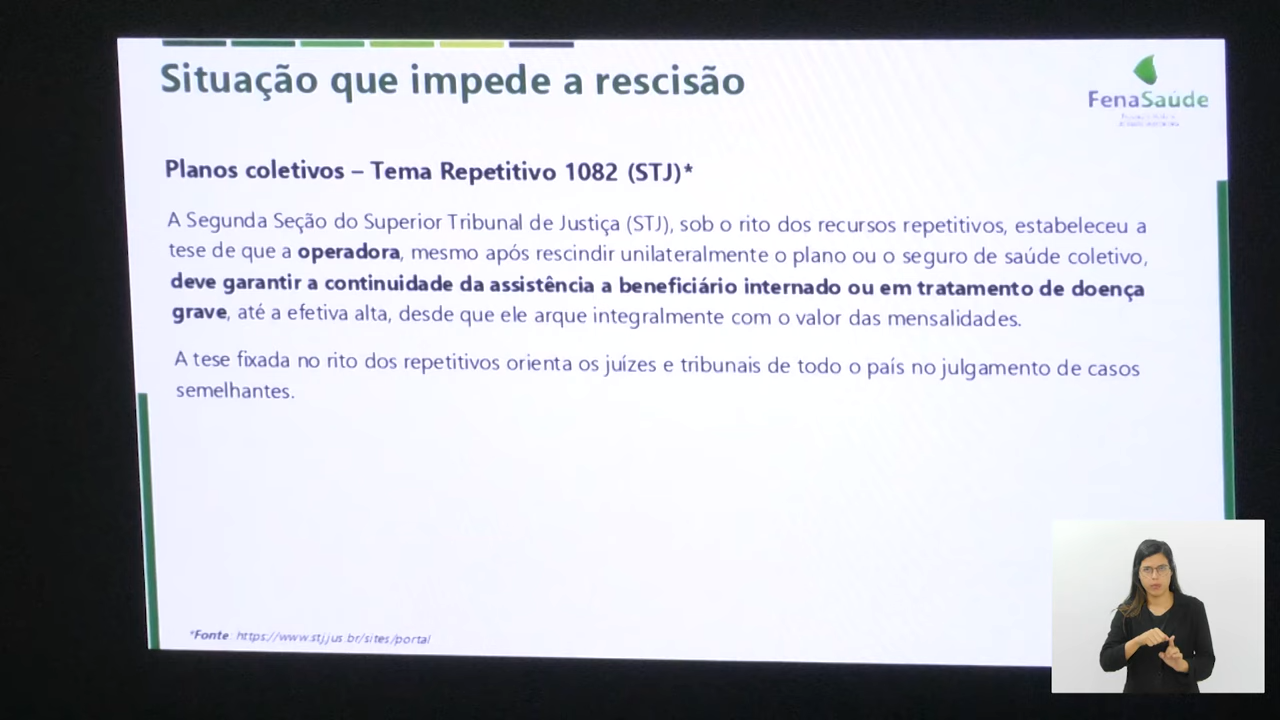 Situação que impede a rescisão
FenaSaúde
Planos coletivos – Tema Repetitivo 1082 (STJ)*
A Segunda Seção do Superior Tribunal de Justiça (STJ), sob o rito dos recursos repetitivos, estabeleceu a
tese de que a operadora, mesmo após rescindir unilateralmente o plano ou o seguro de saúde coletivo,
deve garantir a continuidade da assistência a beneficiário internado ou em tratamento de doença
grave, até a efetiva alta, desde que ele arque integralmente com o valor das mensalidades.
A tese fixada no rito dos repetitivos orienta os juízes e tribunais de todo o país no julgamento de casos
semelhantes.
*Fonte: https://www.stj.jus.br/sites/portal